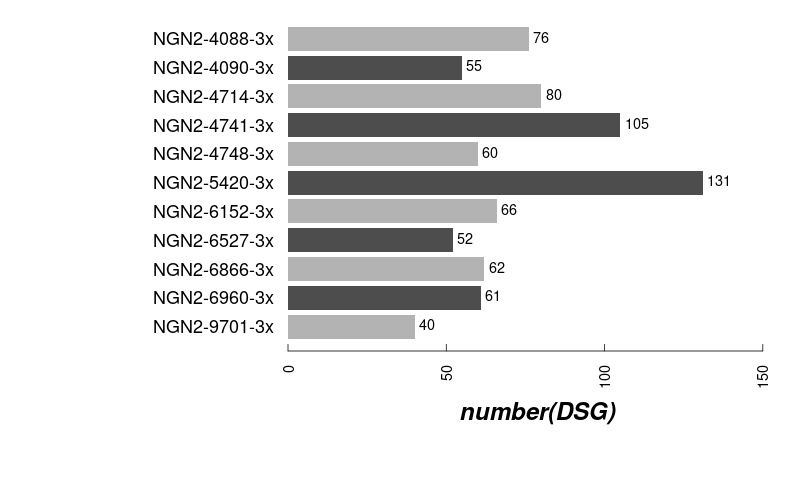 NGN2-4088-3x 76
NGN2-4090-3x 55
NGN2-4714-3x 80
NGN2-4741-3x 105
NGN2-4748-3x 60
NGN2-5420-3x 131
NGN2-6152-3x 66
NGN2-6527-3x 52
NGN2-6866-3x 62
NGN2-6960-3x 61
NGN2-9701-3x 40
0 50 100 150
number(DSG)